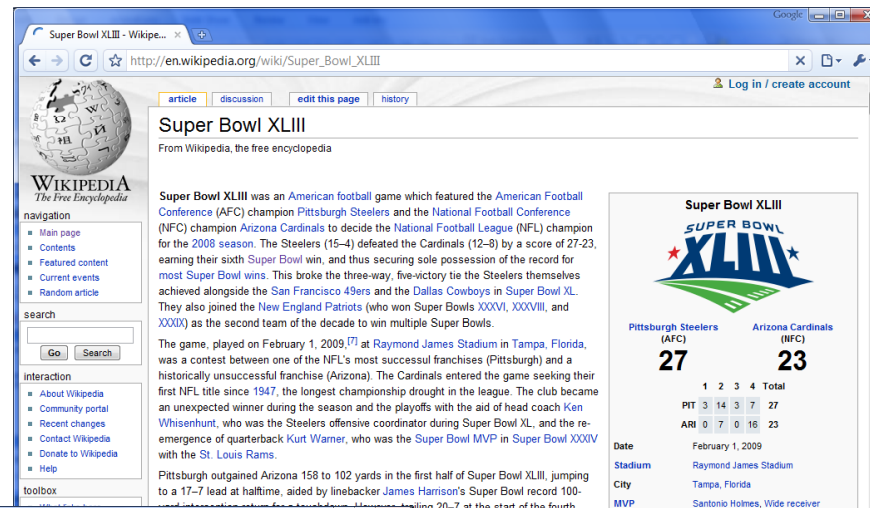 Google
Super Bowl XLIII - Wikipe...
http://en.wikipedia.org/wiki/Super_Bowl_XLIII
Log in / create account
article discussion edit this page history
WIKIPEDIA
The Free Encyclopedia
navigation
Main page
Contents
Featured content
Current events
Random article
search
Go Search
interaction
About Wikipedia
Community portal
Recent changes
Contact Wikipedia
Donate to Wikipedia
Help
toolbox
Super Bowl XLIII
From Wikipedia, the free encyclopedia
Super Bowl XLIII was an American football game which featured the American Football
Conference (AFC) champion Pittsburgh Steelers and the National Football Conference
(NFC) champion Arizona Cardinals to decide the National Football League (NFL) champion
for the 2008 season. The Steelers (15–4) defeated the Cardinals (12–8) by a score of 27-23,
earning their sixth Super Bowl win, and thus securing sole possession of the record for
most Super Bowl wins. This broke the three-way, five-victory tie the Steelers themselves
achieved alongside the San Francisco 49ers and the Dallas Cowboys in Super Bowl XL.
They also joined the New England Patriots (who won Super Bowls XXXVI, XXXVIII, and
XXXIX) as the second team of the decade to win multiple Super Bowls.
The game, played on February 1, 2009,[7] at Raymond James Stadium in Tampa, Florida,
was a contest between one of the NFL's most successul franchises (Pittsburgh) and a
historically unsuccessful franchise (Arizona). The Cardinals entered the game seeking their
first NFL title since 1947, the longest championship drought in the league. The club became
an unexpected winner during the season and the playoffs with the aid of head coach Ken
Whisenhunt, who was the Steelers offensive coordinator during Super Bowl XL, and the re-
emergence of quarterback Kurt Warner, who was the Super Bowl MVP in Super Bowl XXXIV
with the St. Louis Rams.
Pittsburgh outgained Arizona 158 to 102 yards in the first half of Super Bowl XLIII, jumping
to a 17–7 lead at halftime, aided by linebacker James Harrison's Super Bowl record 100-
yard interception return for a touchdown. However, trailing 20–7 at the start of the fourth
Super Bowl XLIII
SUPER BOWL
XLIII
Pittsburgh Steelers Arizona Cardinals
(AFC) (NFC)
27 23
1 2 3 4 Total
PIT 3 14 3 7 27
ARI 0 7 0 16 23
Date February 1, 2009
Stadium Raymond James Stadium
City Tampa, Florida
MVP Santonio Holmes, Wide receiver